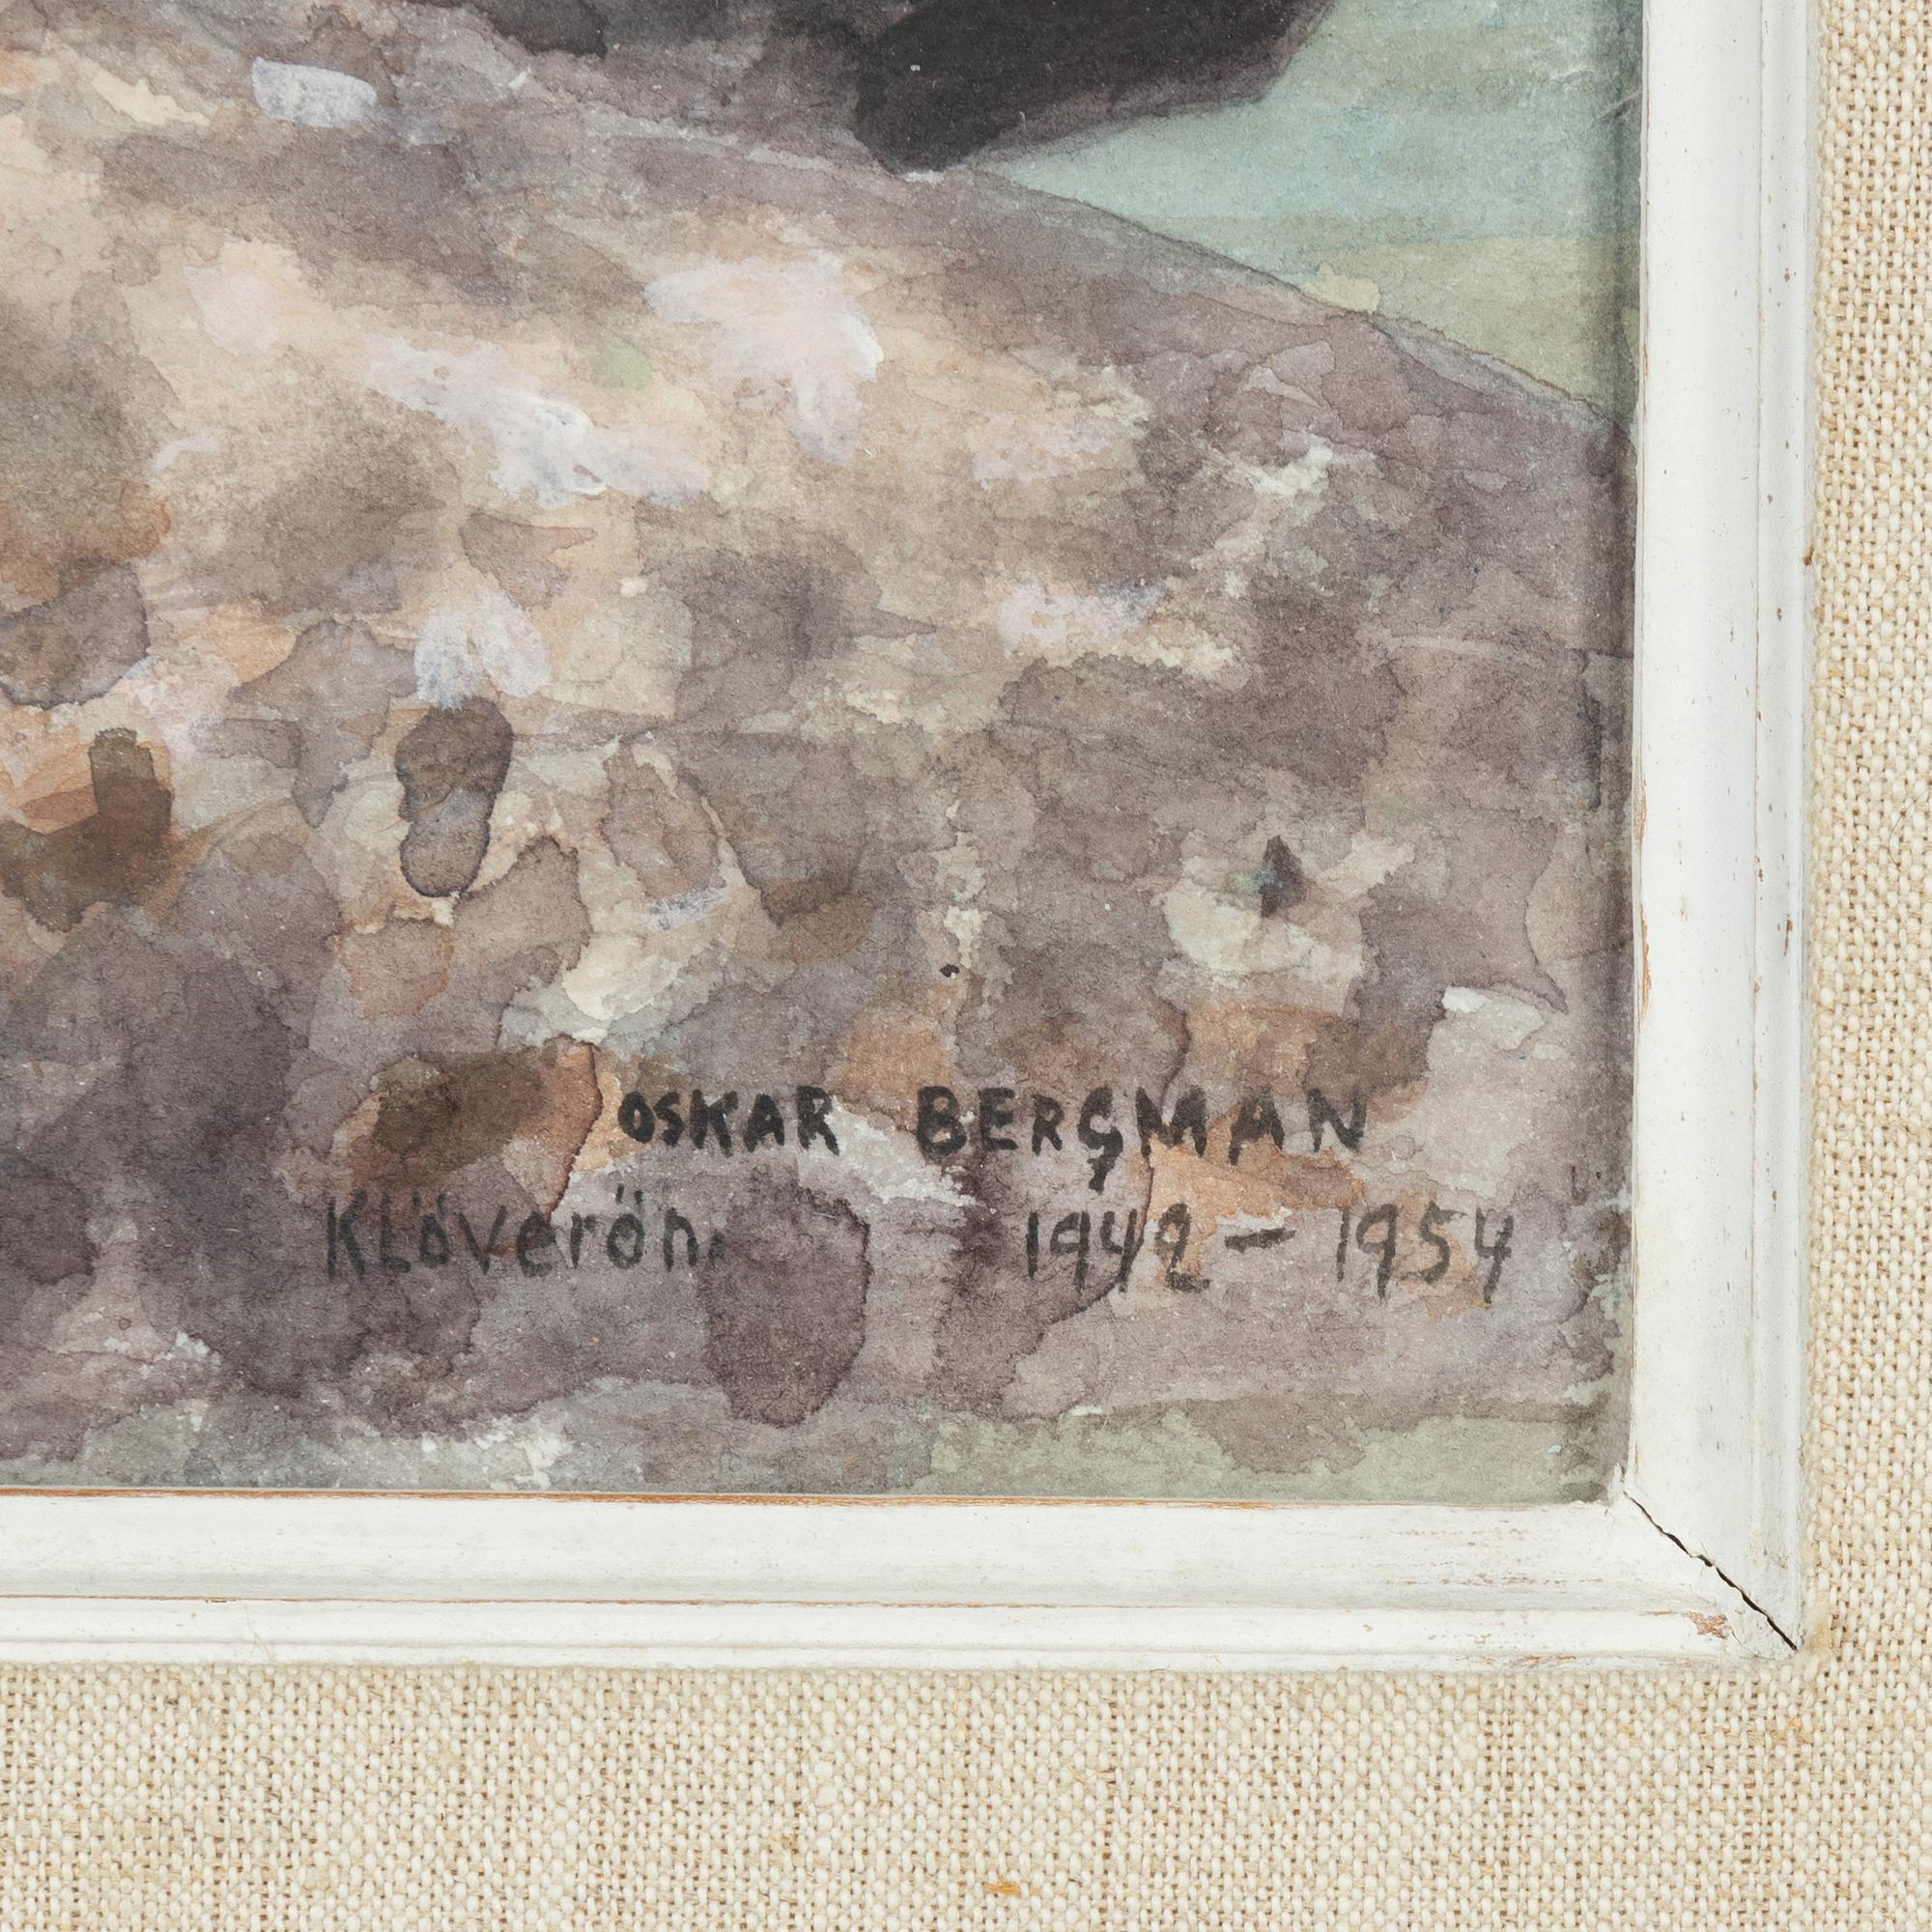 OSKAR BERGMAN
Klöverön. 1942 – 1954